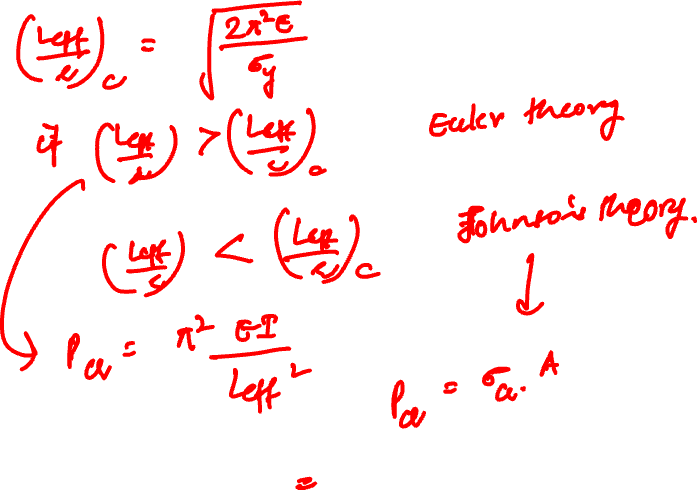 (Leff/r)c = √(2π²E/σy)
if (Leff/r) > (Leff/r)c Euler theory
(Leff/r) < (Leff/r)c Johnson's theory.
Pcr = π² EI / Leff²
Pcr = σcr. A
=